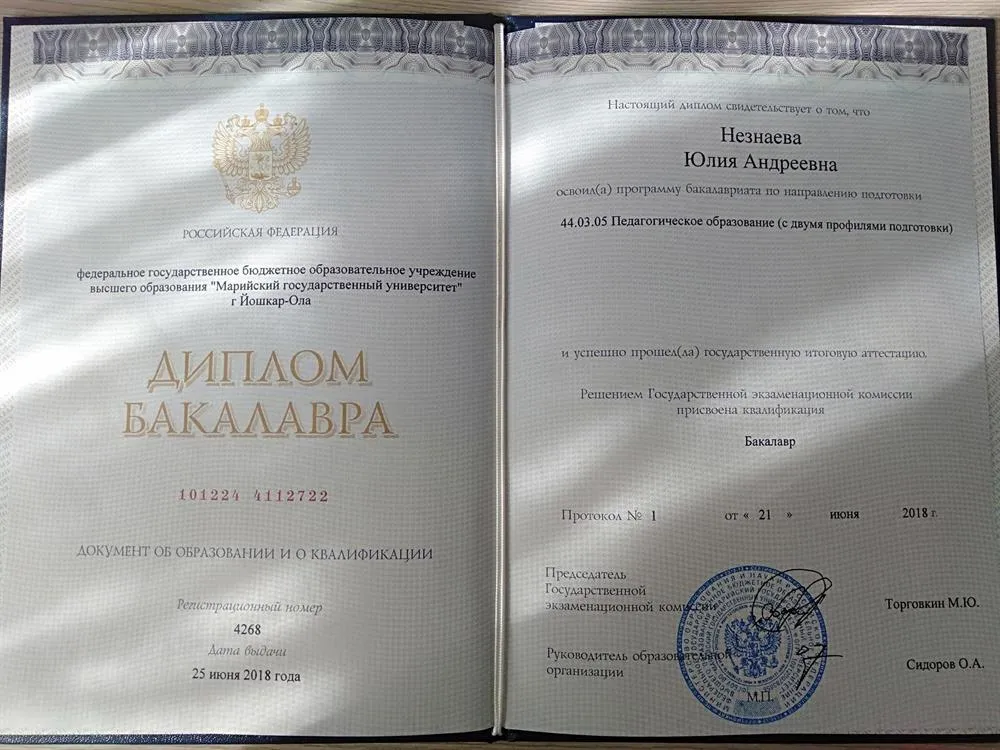 РОССИЙСКАЯ ФЕДЕРАЦИЯ
федеральное государственное бюджетное образовательное учреждение
высшего образования "Марийский государственный университет"
г Йошкар-Ола
ДИПЛОМ
БАКАЛАВРА
101224 4112722
ДОКУМЕНТ ОБ ОБРАЗОВАНИИ И О КВАЛИФИКАЦИИ
Регистрационный номер
4268
Дата выдачи
25 июня 2018 года
Настоящий диплом свидетельствует о том, что
Незнаева
Юлия Андреевна
освоил(а) программу бакалавриата по направлению подготовки
44.03.05 Педагогическое образование (с двумя профилями подготовки)
и успешно прошел(ла) государственную итоговую аттестацию.
Решением Государственной экзаменационной комиссии
присвоена квалификация
Бакалавр
Протокол № 1 от « 21 » июня 2018 г.
Председатель
Государственной
экзаменационной комиссии
Торговкин М.Ю.
Руководитель образовательной
организации
Сидоров О.А.
М.П.